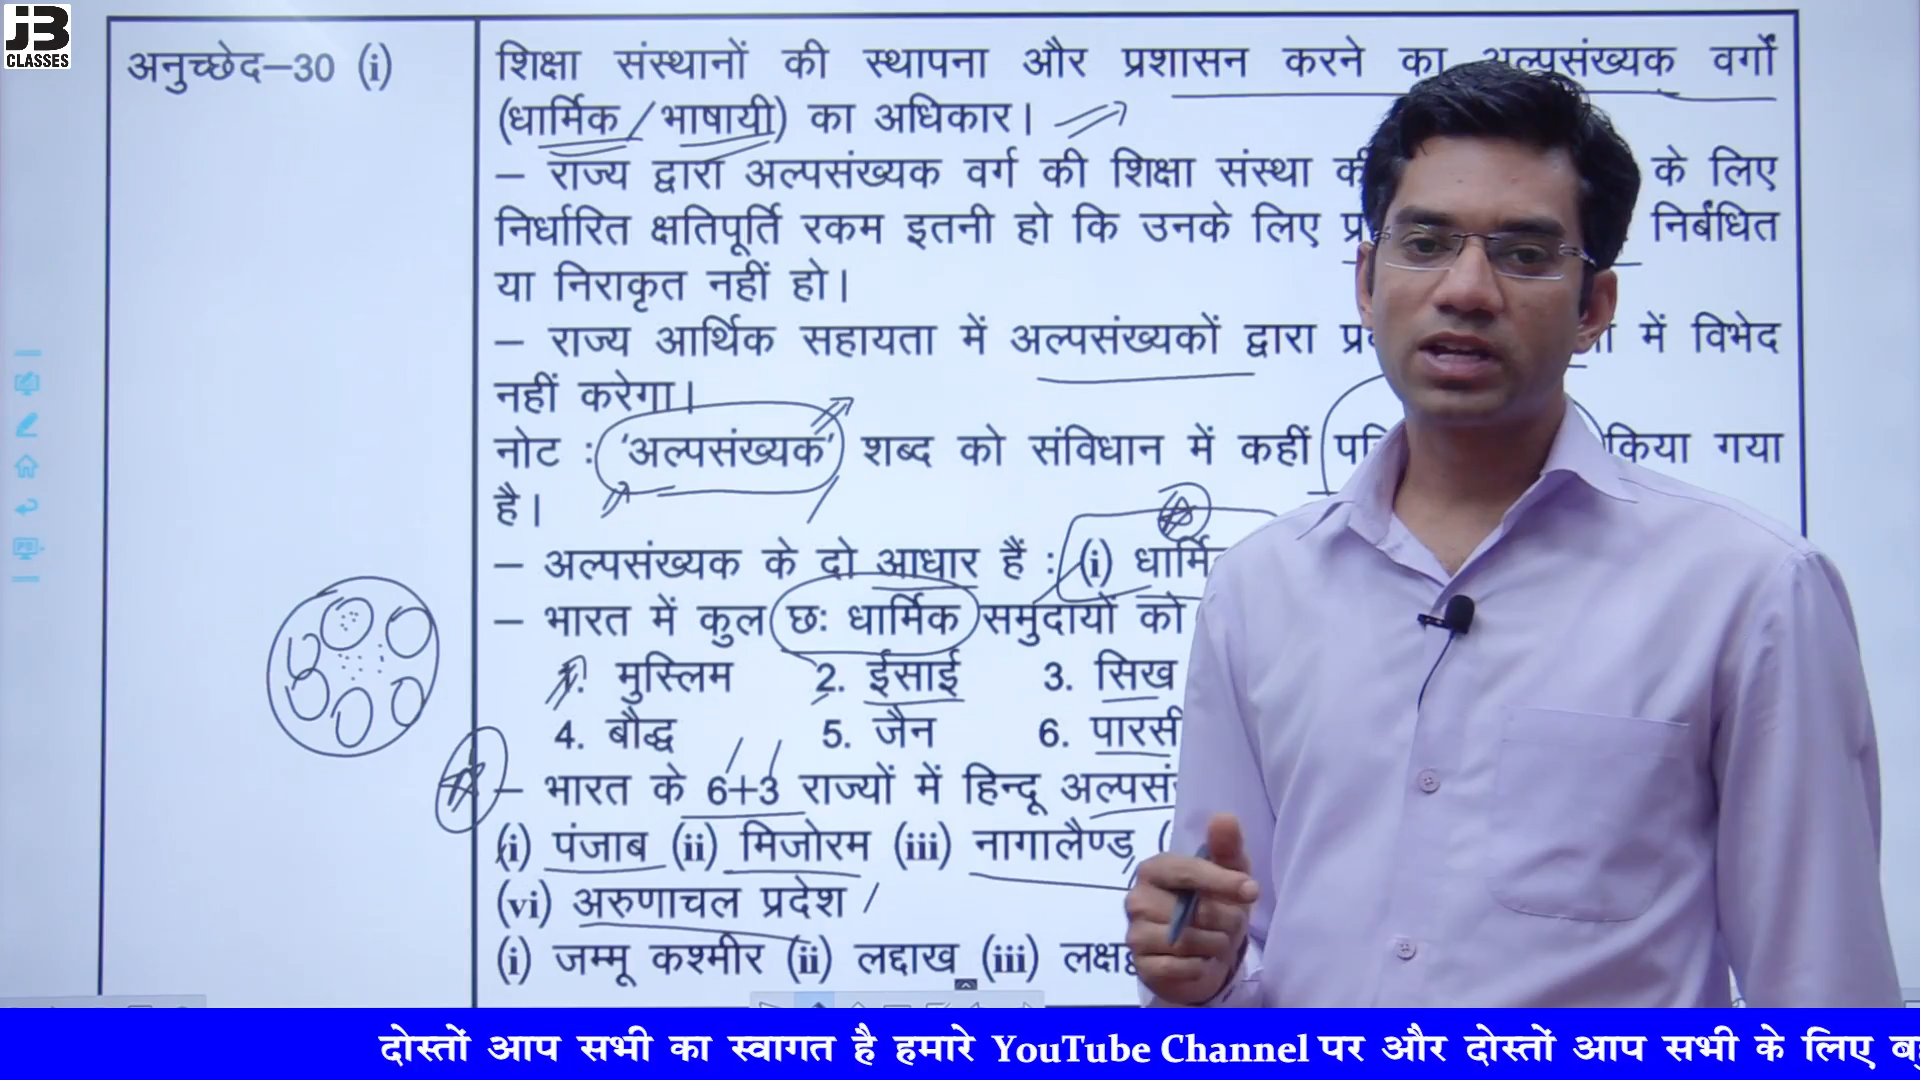 JB
CLASSES
अनुच्छेद–30 (i)
शिक्षा संस्थानों की स्थापना और प्रशासन करने का अल्पसंख्यक वर्गों
(धार्मिक / भाषायी) का अधिकार।
– राज्य द्वारा अल्पसंख्यक वर्ग की शिक्षा संस्था के लिए
निर्धारित क्षतिपूर्ति रकम इतनी हो कि उनके लिए निर्बंधित
या निराकृत नहीं हो।
– राज्य आर्थिक सहायता में अल्पसंख्यकों द्वारा में विभेद
नहीं करेगा।
नोट : 'अल्पसंख्यक' शब्द को संविधान में कहीं किया गया
है।
– अल्पसंख्यक के दो आधार हैं : (i)
– भारत में कुल छः धार्मिक समुदायों को
1. मुस्लिम 2. ईसाई 3. सिख
4. बौद्ध 5. जैन 6. पारसी
– भारत के 6+3 राज्यों में हिन्दू
(i) पंजाब (ii) मिजोरम (iii) नागालैण्ड
(vi) अरुणाचल प्रदेश
(i) जम्मू कश्मीर (ii) लद्दाख (iii)
दोस्तों आप सभी का स्वागत है हमारे YouTube Channel पर और दोस्तों आप सभी के लिए